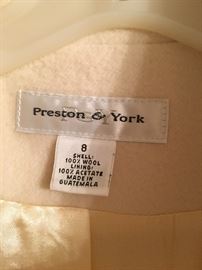 Preston & York
8
SHELL:
100% WOOL
LINING:
100% ACETATE
MADE IN
GUATEMALA